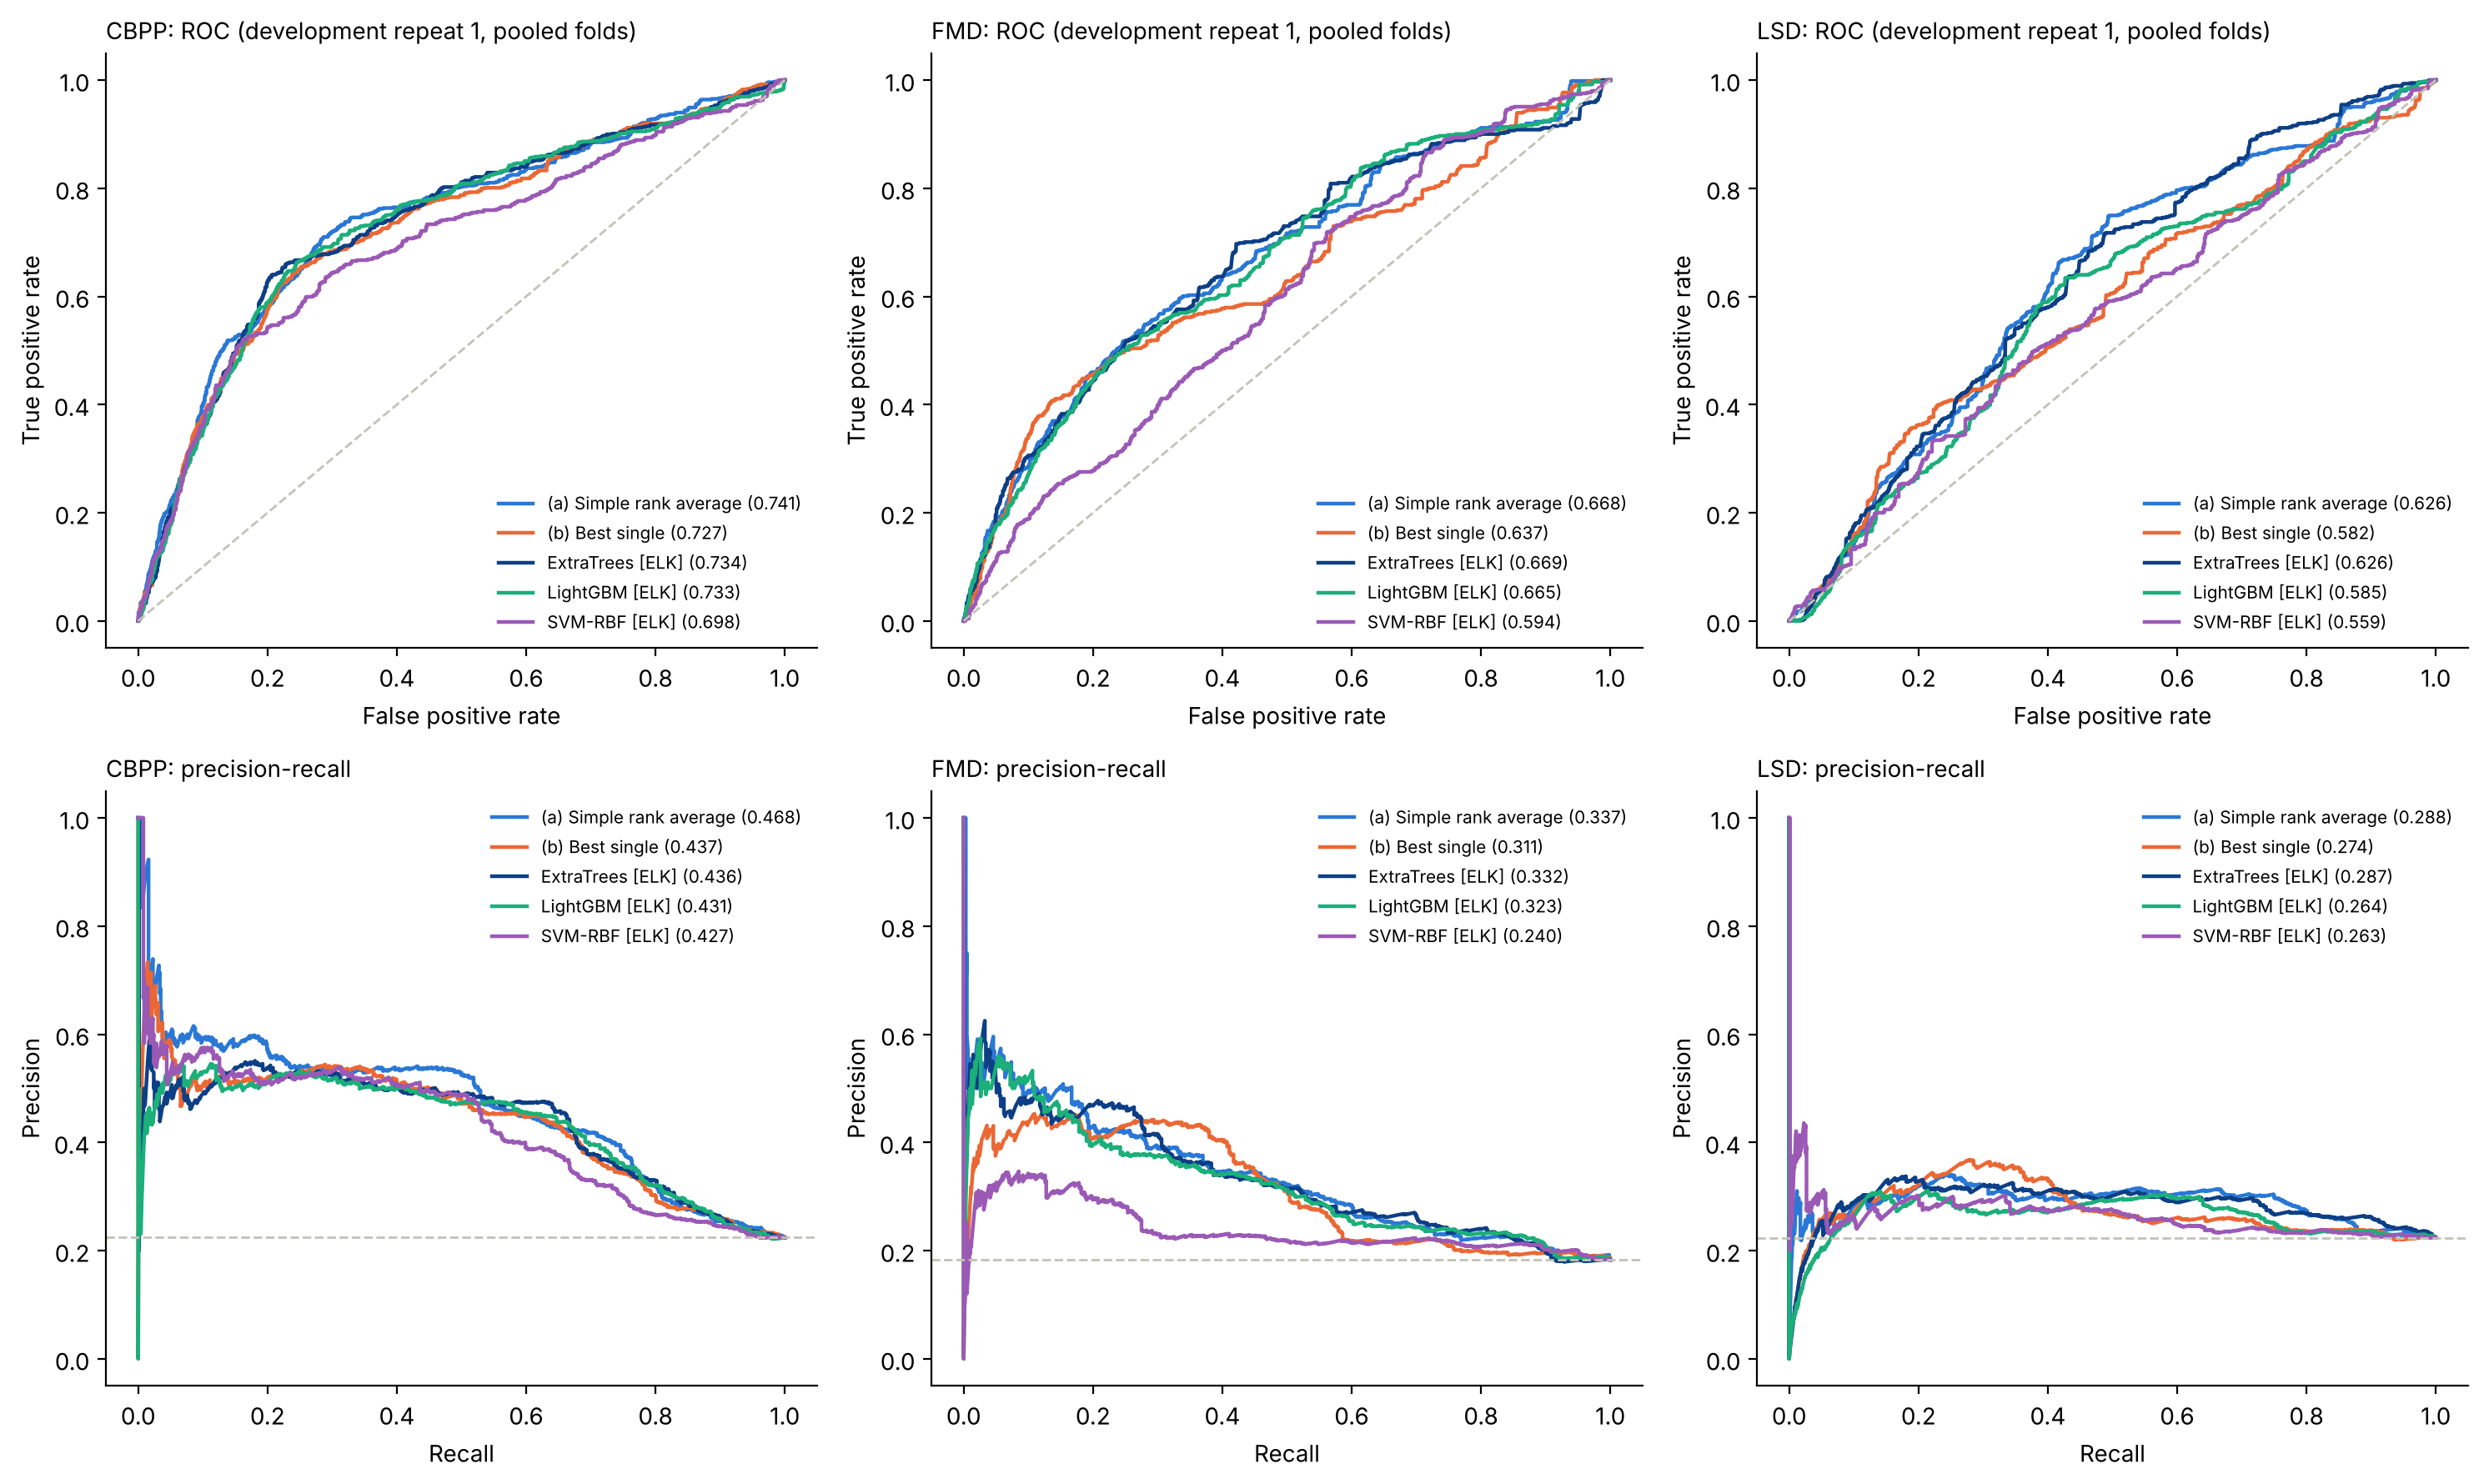 CBPP: ROC (development repeat 1, pooled folds)
True positive rate
1.0
0.8
0.6
0.4
0.2
0.0
(a) Simple rank average (0.741)
(b) Best single (0.727)
ExtraTrees [ELK] (0.734)
LightGBM [ELK] (0.733)
SVM-RBF [ELK] (0.698)
0.0 0.2 0.4 0.6 0.8 1.0
False positive rate
FMD: ROC (development repeat 1, pooled folds)
True positive rate
1.0
0.8
0.6
0.4
0.2
0.0
(a) Simple rank average (0.668)
(b) Best single (0.637)
ExtraTrees [ELK] (0.669)
LightGBM [ELK] (0.665)
SVM-RBF [ELK] (0.594)
0.0 0.2 0.4 0.6 0.8 1.0
False positive rate
LSD: ROC (development repeat 1, pooled folds)
True positive rate
1.0
0.8
0.6
0.4
0.2
0.0
(a) Simple rank average (0.626)
(b) Best single (0.582)
ExtraTrees [ELK] (0.626)
LightGBM [ELK] (0.585)
SVM-RBF [ELK] (0.559)
0.0 0.2 0.4 0.6 0.8 1.0
False positive rate
CBPP: precision-recall
Precision
1.0
0.8
0.6
0.4
0.2
0.0
(a) Simple rank average (0.468)
(b) Best single (0.437)
ExtraTrees [ELK] (0.436)
LightGBM [ELK] (0.431)
SVM-RBF [ELK] (0.427)
0.0 0.2 0.4 0.6 0.8 1.0
Recall
FMD: precision-recall
Precision
1.0
0.8
0.6
0.4
0.2
0.0
(a) Simple rank average (0.337)
(b) Best single (0.311)
ExtraTrees [ELK] (0.332)
LightGBM [ELK] (0.323)
SVM-RBF [ELK] (0.240)
0.0 0.2 0.4 0.6 0.8 1.0
Recall
LSD: precision-recall
Precision
1.0
0.8
0.6
0.4
0.2
0.0
(a) Simple rank average (0.288)
(b) Best single (0.274)
ExtraTrees [ELK] (0.287)
LightGBM [ELK] (0.264)
SVM-RBF [ELK] (0.263)
0.0 0.2 0.4 0.6 0.8 1.0
Recall